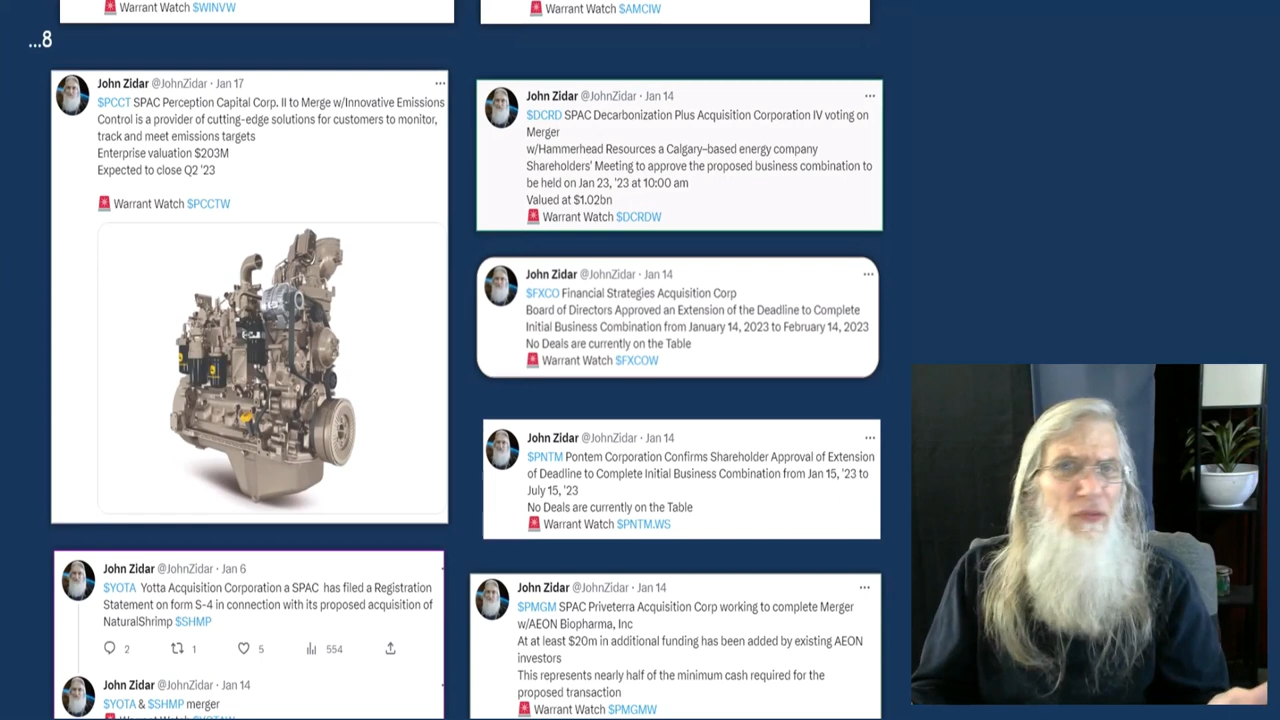 🚨 Warrant Watch $WINVW
🚨 Warrant Watch $AMCIW
...8
John Zidar @JohnZidar · Jan 17
$PCCT SPAC Perception Capital Corp. II to Merge w/Innovative Emissions
Control is a provider of cutting-edge solutions for customers to monitor,
track and meet emissions targets
Enterprise valuation $203M
Expected to close Q2 '23
🚨 Warrant Watch $PCCTW
John Zidar @JohnZidar · Jan 6
$YOTA Yotta Acquisition Corporation a SPAC has filed a Registration
Statement on form S-4 in connection with its proposed acquisition of
NaturalShrimp $SHMP
2 1 5 554
John Zidar @JohnZidar · Jan 14
$YOTA & $SHMP merger
🚨 Warrant Watch $YOTAW
John Zidar @JohnZidar · Jan 14
$DCRD SPAC Decarbonization Plus Acquisition Corporation IV voting on
Merger
w/Hammerhead Resources a Calgary–based energy company
Shareholders' Meeting to approve the proposed business combination to
be held on Jan 23, '23 at 10:00 am
Valued at $1.02bn
🚨 Warrant Watch $DCRDW
John Zidar @JohnZidar · Jan 14
$FXCO Financial Strategies Acquisition Corp
Board of Directors Approved an Extension of the Deadline to Complete
Initial Business Combination from January 14, 2023 to February 14, 2023
No Deals are currently on the Table
🚨 Warrant Watch $FXCOW
John Zidar @JohnZidar · Jan 14
$PNTM Pontem Corporation Confirms Shareholder Approval of Extension
of Deadline to Complete Initial Business Combination from Jan 15, '23 to
July 15, '23
No Deals are currently on the Table
🚨 Warrant Watch $PNTM.WS
John Zidar @JohnZidar · Jan 14
$PMGM SPAC Priveterra Acquisition Corp working to complete Merger
w/AEON Biopharma, Inc
At at least $20m in additional funding has been added by existing AEON
investors
This represents nearly half of the minimum cash required for the
proposed transaction
🚨 Warrant Watch $PMGMW